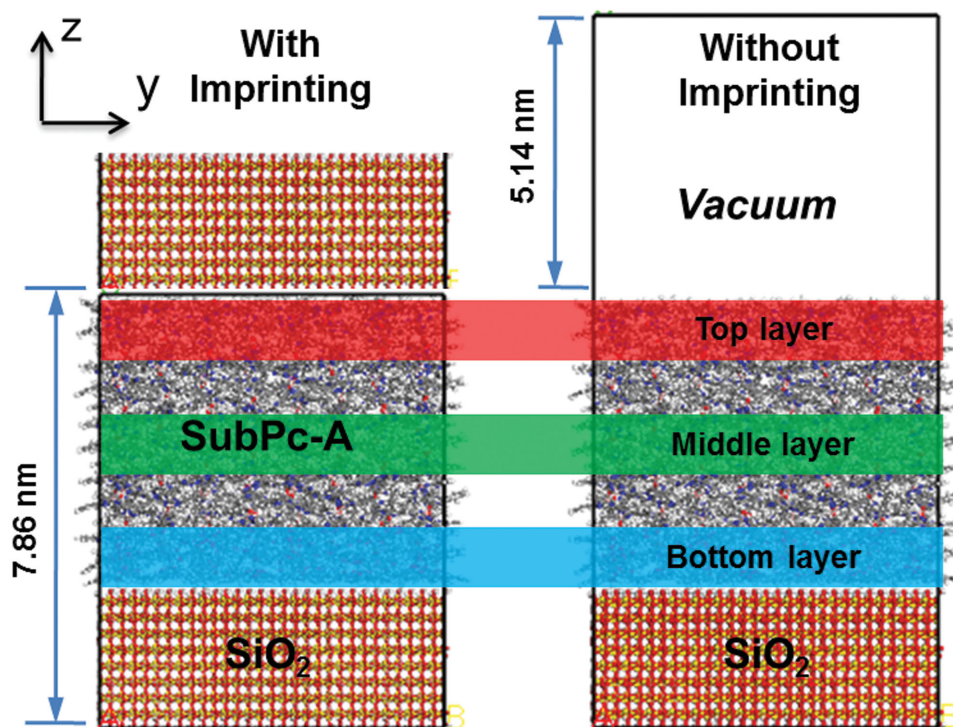 z
y
With
Imprinting
Without
Imprinting
5.14 nm
Vacuum
Top layer
SubPc-A
Middle layer
7.86 nm
Bottom layer
SiO₂
SiO₂
B